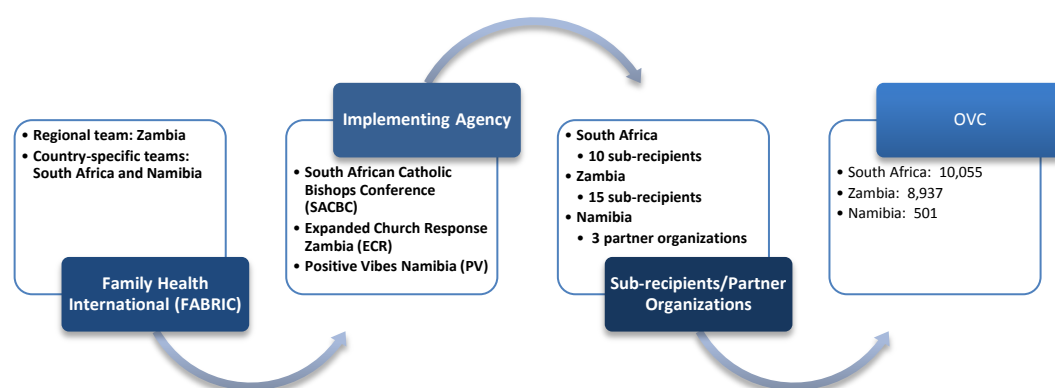 • Regional team: Zambia
• Country-specific teams:
South Africa and Namibia
Family Health
International (FABRIC)
Implementing Agency
• South African Catholic
Bishops Conference
(SACBC)
• Expanded Church Response
Zambia (ECR)
• Positive Vibes Namibia (PV)
• South Africa
• 10 sub-recipients
• Zambia
• 15 sub-recipients
• Namibia
• 3 partner organizations
Sub-recipients/Partner
Organizations
OVC
• South Africa: 10,055
• Zambia: 8,937
• Namibia: 501